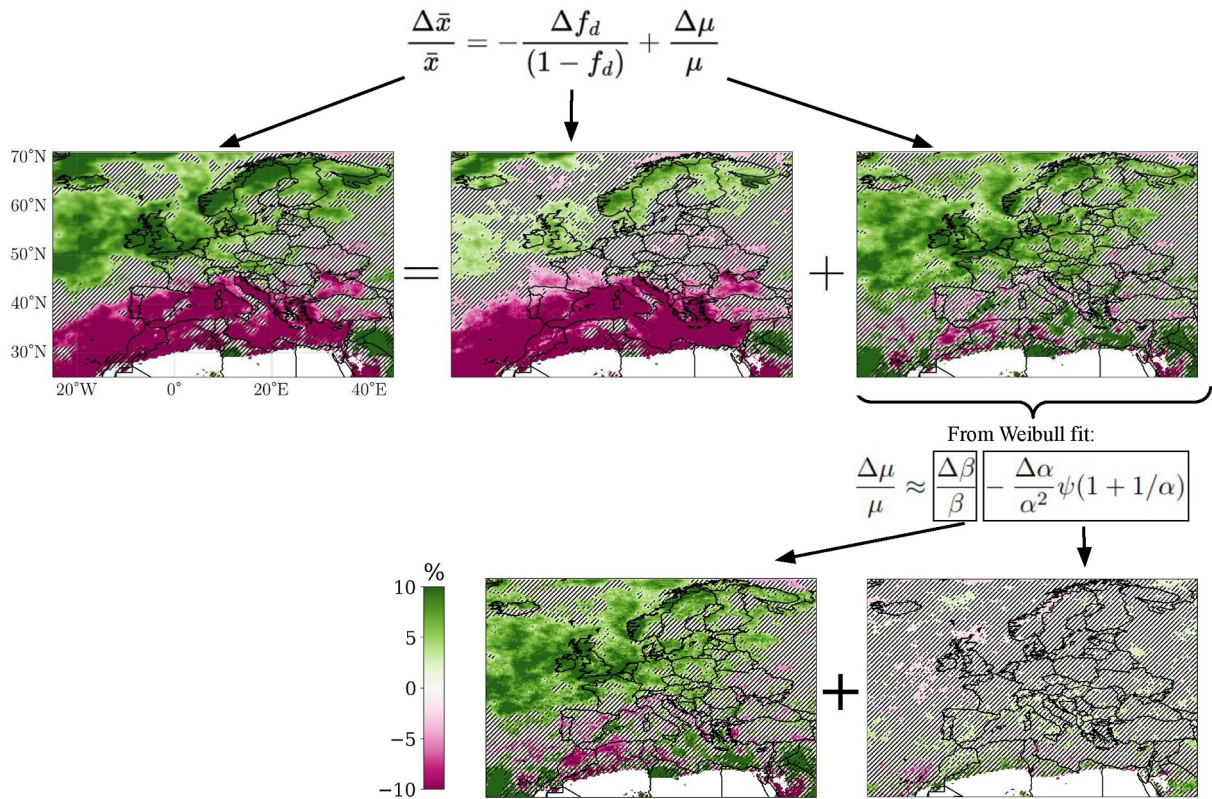 Δx̄/x̄ = −Δf_d/(1 − f_d) + Δμ/μ
70°N
60°N
50°N
40°N
30°N
20°W
0°
20°E
40°E
=
+
From Weibull fit:
Δμ/μ ≈ Δβ/β − Δα/α² ψ(1 + 1/α)
%
10
5
0
−5
−10
+